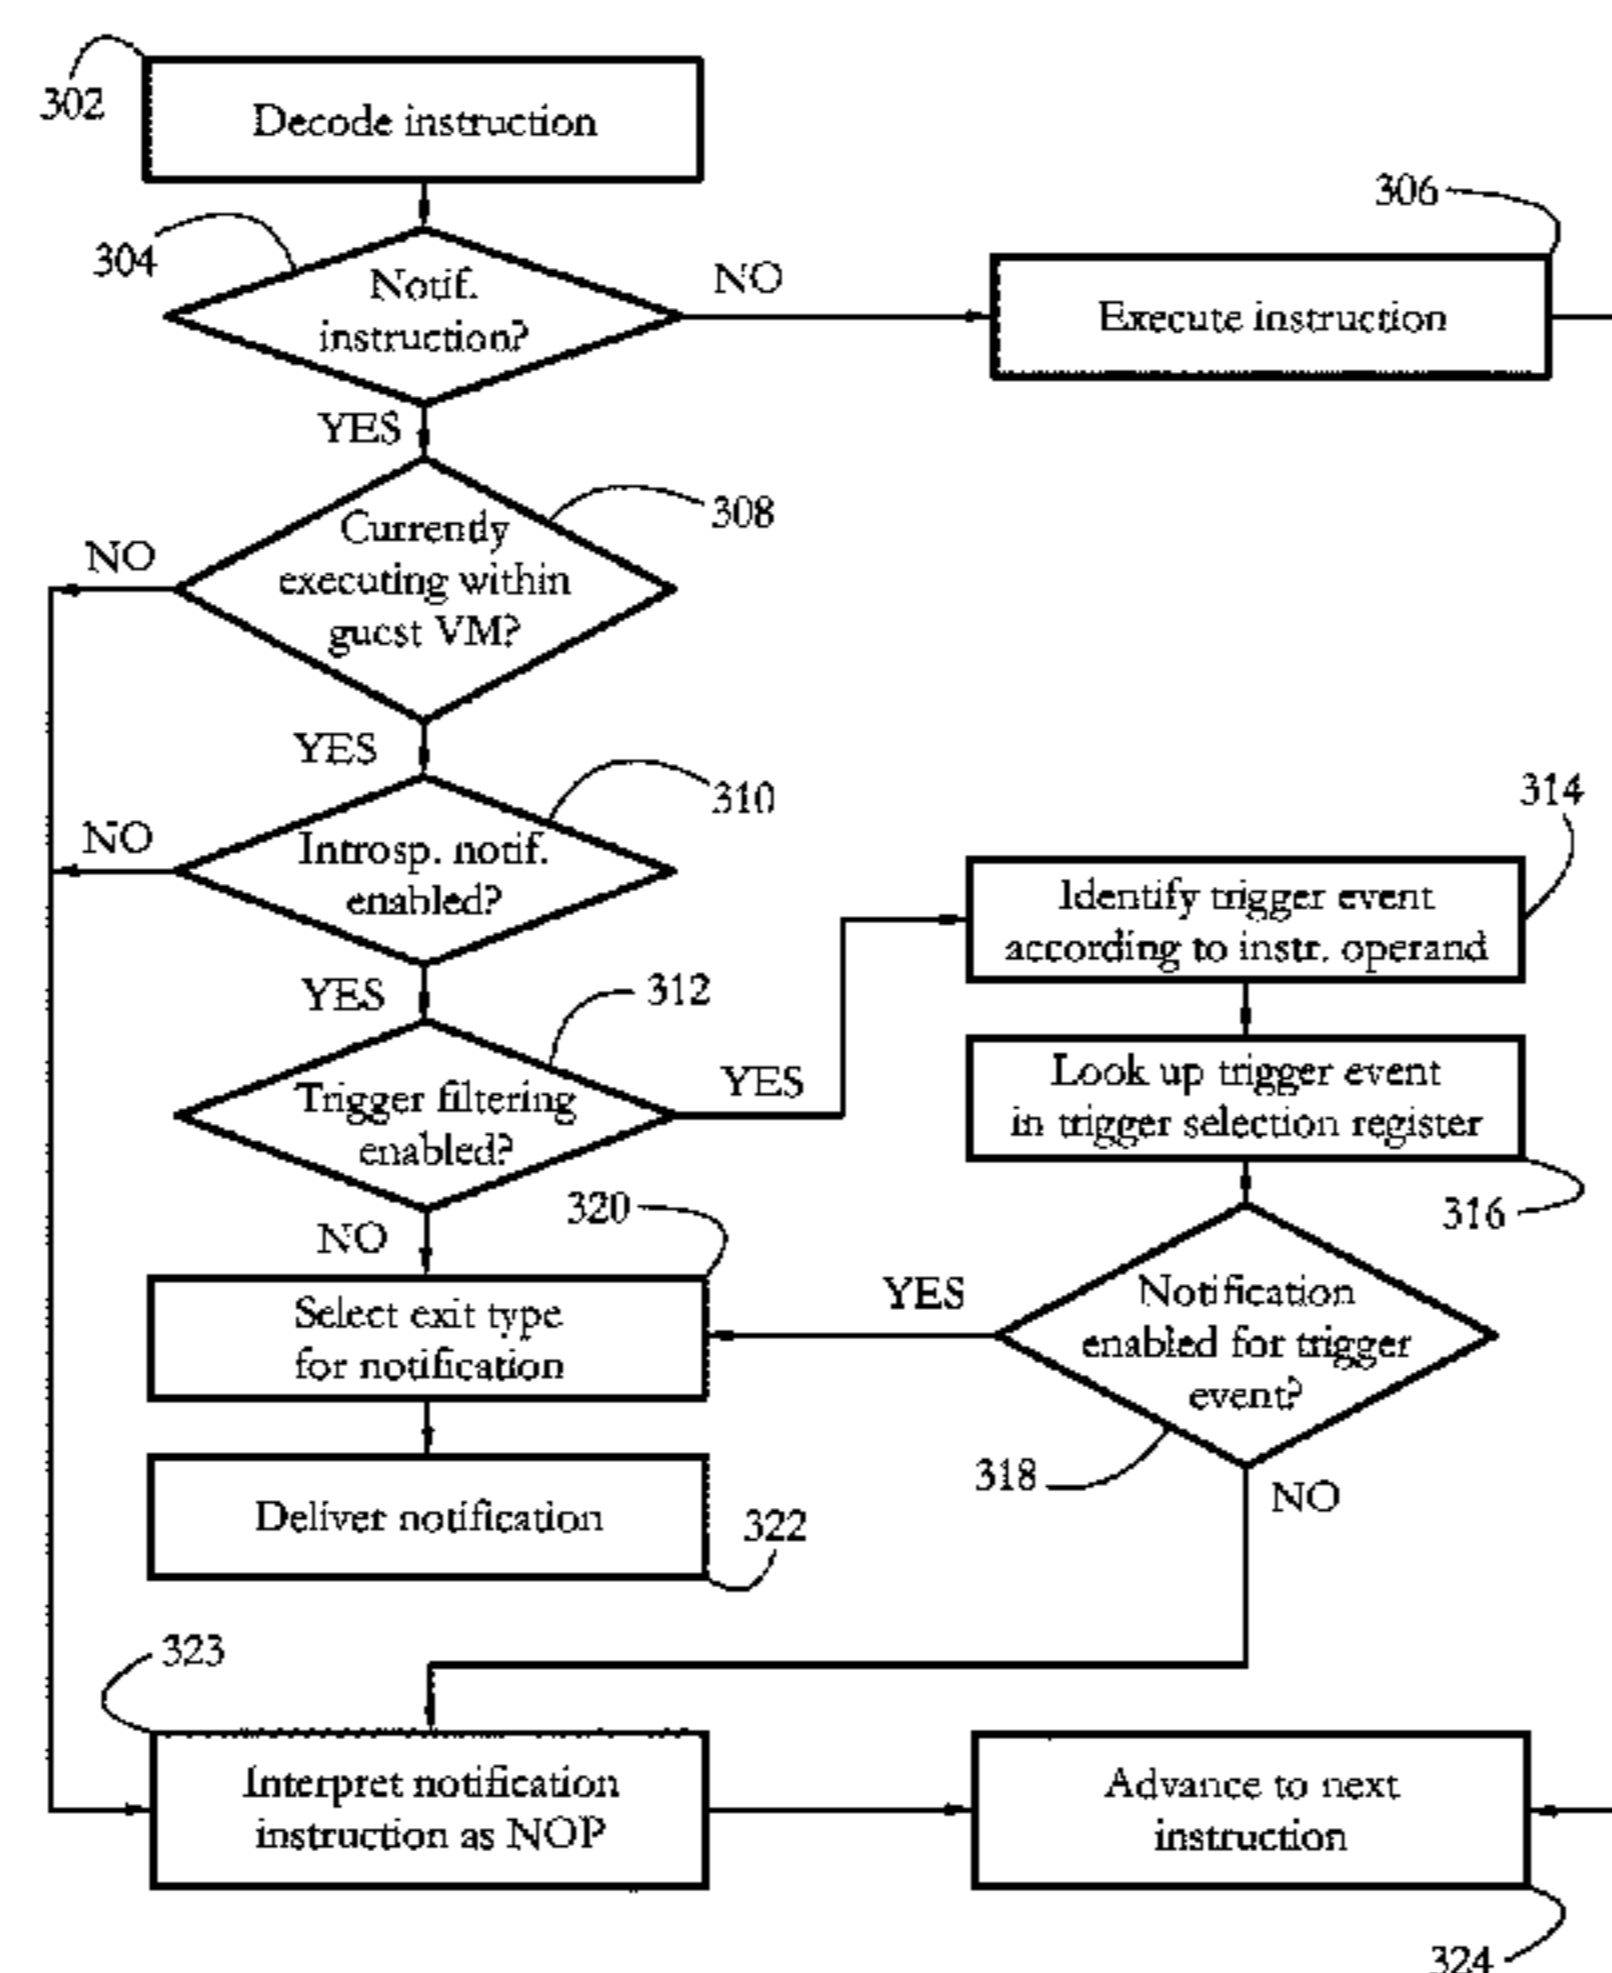 302
Decode instruction
304
Notif.
instruction?
NO
306
Execute instruction
YES
308
Currently
executing within
guest VM?
NO
YES
310
Introsp. notif.
enabled?
NO
YES
312
Trigger filtering
enabled?
YES
314
Identify trigger event
according to instr. operand
Look up trigger event
in trigger selection register
316
NO
320
Select exit type
for notification
YES
Notification
enabled for trigger
event?
318
NO
Deliver notification
322
323
Interpret notification
instruction as NOP
Advance to next
instruction
324